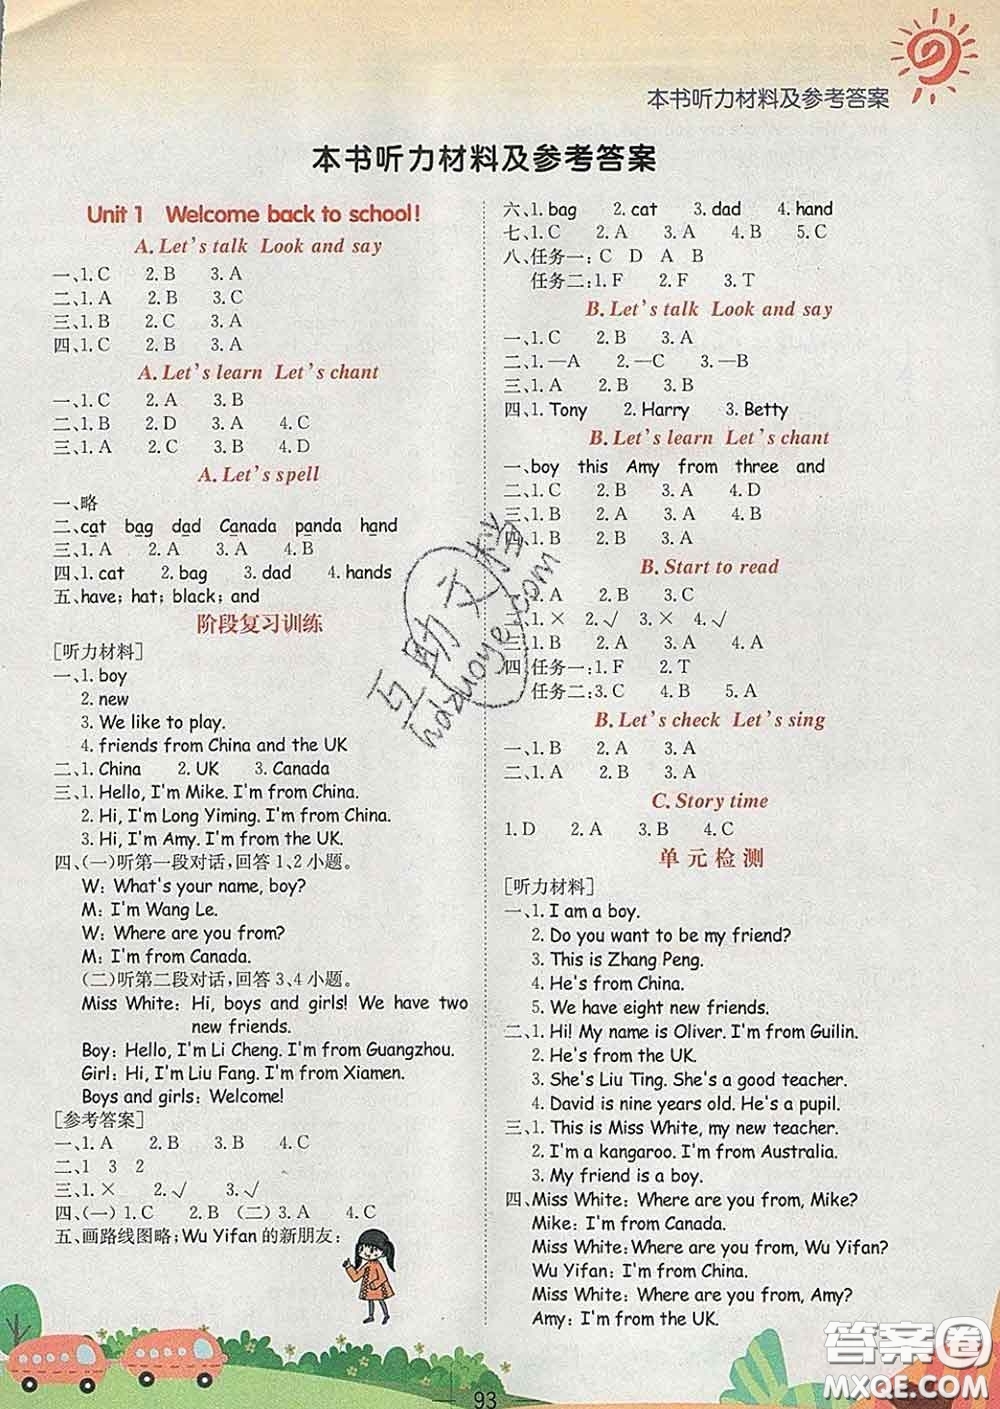 本书听力材料及参考答案
本书听力材料及参考答案
Unit 1 Welcome back to school!
A. Let's talk Look and say
一、1. C 2. B 3. A
二、1. A 2. B 3. C
三、1. B 2. C 3. A
四、1. C 2. B 3. A
A. Let's learn Let's chant
一、1. C 2. A 3. B
二、1. B 2. D 3. A 4. C
三、1. A 2. C 3. B 4. D
A. Let's spell
一、略
二、cat bag dad Canada panda hand
三、1. A 2. A 3. A 4. B
四、1. cat 2. bag 3. dad 4. hands
五、have; hat; black; and
阶段复习训练
[听力材料]
一、1. boy
2. new
3. We like to play.
4. friends from China and the UK
二、1. China 2. UK 3. Canada
三、1. Hello, I'm Mike. I'm from China.
2. Hi, I'm Long Yiming. I'm from China.
3. Hi, I'm Amy. I'm from the UK.
四、(一)听第一段对话,回答1、2小题。
W: What's your name, boy?
M: I'm Wang Le.
W: Where are you from?
M: I'm from Canada.
(二)听第二段对话,回答3、4小题。
Miss White: Hi, boys and girls! We have two
new friends.
Boy: Hello, I'm Li Cheng. I'm from Guangzhou.
Girl: Hi, I'm Liu Fang. I'm from Xiamen.
Boys and girls: Welcome!
[参考答案]
一、1. A 2. B 3. B 4. C
二、1 3 2
三、1. × 2. √ 3. √
四、(一) 1. C 2. B (二) 3. A 4. C
五、画路线图略; Wu Yifan 的新朋友:
六、1. bag 2. cat 3. dad 4. hand
七、1. C 2. A 3. A 4. B 5. C
八、任务一: C D A B
任务二: 1. F 2. F 3. T
B. Let's talk Look and say
一、1. C 2. B 3. A
二、1. —A 2. —C 3. —B
三、1. A 2. B 3. B
四、1. Tony 2. Harry 3. Betty
B. Let's learn Let's chant
一、boy this Amy from three and
二、1. C 2. B 3. A 4. D
三、1. B 2. A 3. A 4. B
四、1. B 2. A 3. B
B. Start to read
一、1. A 2. B 3. C
二、1. × 2. √ 3. × 4. √
三、1. B 2. A 3. A
四 任务一: 1. F 2. T
任务二: 3. C 4. B 5. A
B. Let's check Let's sing
一、1. B 2. A 3. A
二、1. A 2. B 3. A
C. Story time
1. D 2. A 3. B 4. C
单元检测
[听力材料]
一、1. I am a boy.
2. Do you want to be my friend?
3. This is Zhang Peng.
4. He's from China.
5. We have eight new friends.
二、1. Hi! My name is Oliver. I'm from Guilin.
2. He's from the UK.
3. She's Liu Ting. She's a good teacher.
4. David is nine years old. He's a pupil.
三、1. This is Miss White, my new teacher.
2. I'm a kangaroo. I'm from Australia.
3. My friend is a boy.
四、Miss White: Where are you from, Mike?
Mike: I'm from Canada.
Miss White: Where are you from, Wu Yifan?
Wu Yifan: I'm from China.
Miss White: Where are you from, Amy?
Amy: I'm from the UK.
互助文档
hdzuoye.com
93
答案圈
MXQE.COM